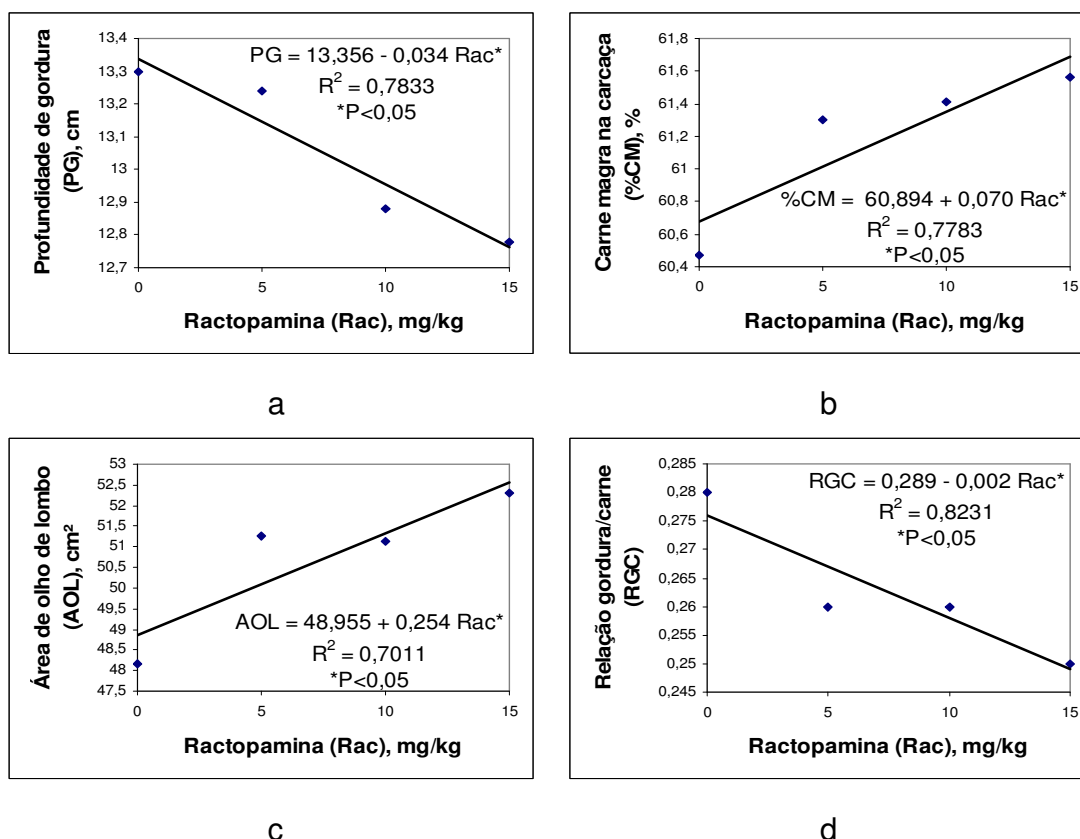 Profundidade de gordura
(PG), cm
13,4
13,3
13,2
13,1
13
12,9
12,8
12,7
PG = 13,356 - 0,034 Rac*
R² = 0,7833
*P<0,05
0 5 10 15
Ractopamina (Rac), mg/kg
a
Carne magra na carcaça
(%CM), %
61,8
61,6
61,4
61,2
61
60,8
60,6
60,4
%CM = 60,894 + 0,070 Rac*
R² = 0,7783
*P<0,05
0 5 10 15
Ractopamina (Rac), mg/kg
b
Área de olho de lombo
(AOL), cm²
53
52,5
52
51,5
51
50,5
50
49,5
49
48,5
48
47,5
AOL = 48,955 + 0,254 Rac*
R² = 0,7011
*P<0,05
0 5 10 15
Ractopamina (Rac), mg/kg
c
Relação gordura/carne
(RGC)
0,285
0,28
0,275
0,27
0,265
0,26
0,255
0,25
0,245
RGC = 0,289 - 0,002 Rac*
R² = 0,8231
*P<0,05
0 5 10 15
Ractopamina (Rac), mg/kg
d